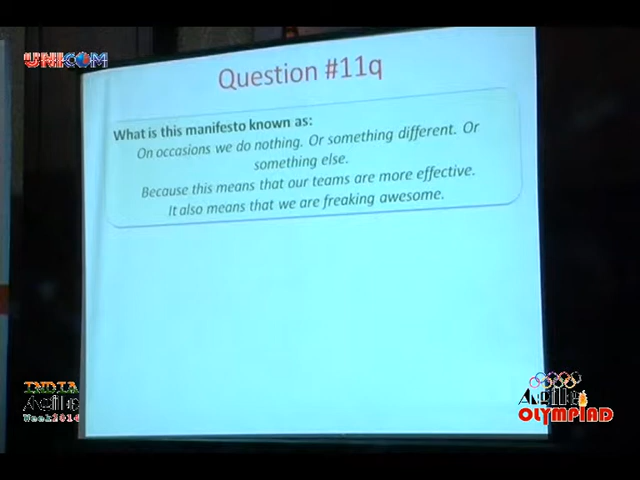 UNICOM
Question #11q
What is this manifesto known as:
On occasions we do nothing. Or something different. Or
something else.
Because this means that our teams are more effective.
It also means that we are freaking awesome.
INDIA
Agile
Week2014
Agile
OLYMPIAD